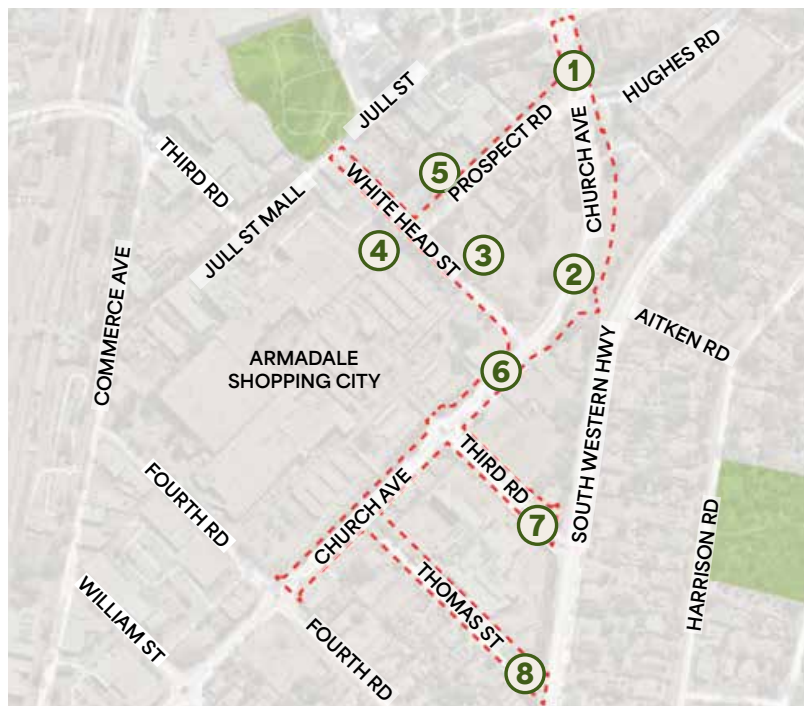 1
HUGHES RD
JULL ST
PROSPECT RD
CHURCH AVE
THIRD RD
5
WHITE HEAD ST
JULL ST MALL
4
3
2
COMMERCE AVE
AITKEN RD
ARMADALE
SHOPPING CITY
6
SOUTH WESTERN HWY
THIRD RD
FOURTH RD
CHURCH AVE
7
HARRISON RD
THOMAS ST
WILLIAM ST
FOURTH RD
8